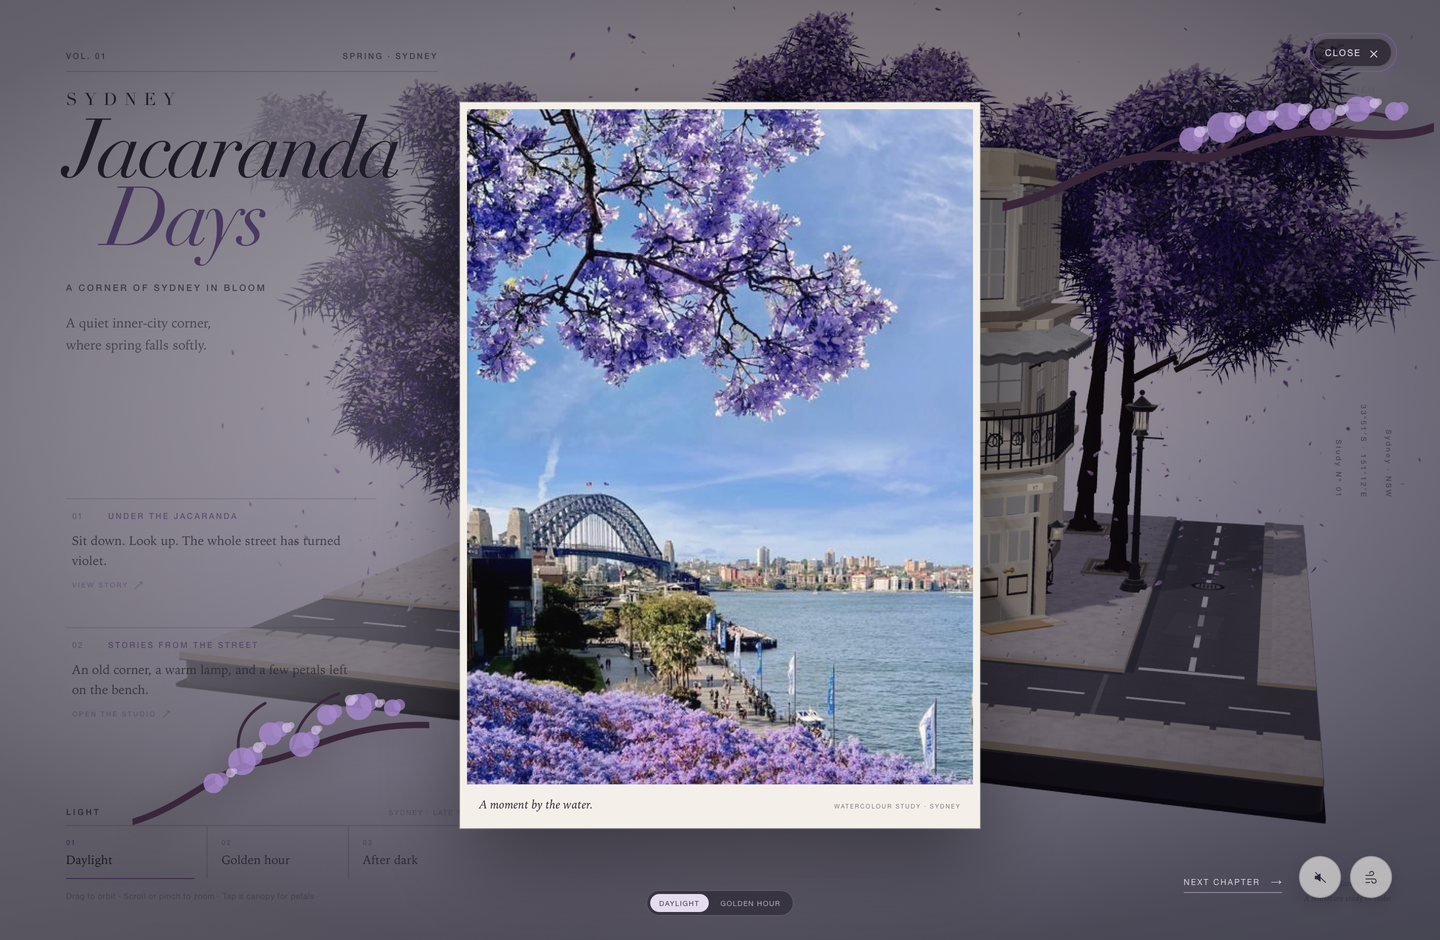 VOL. 01
SPRING · SYDNEY
CLOSE ×
SYDNEY
Jacaranda
Days
A CORNER OF SYDNEY IN BLOOM
A quiet inner-city corner,
where spring falls softly.
Sydney · NSW
33°51'S · 151°12'E
Study Nº 01
01 UNDER THE JACARANDA
Sit down. Look up. The whole street has turned
violet.
VIEW STORY ↗
02 STORIES FROM THE STREET
An old corner, a warm lamp, and a few petals left
on the bench.
OPEN THE STUDIO ↗
A moment by the water.
WATERCOLOUR STUDY · SYDNEY
LIGHT
SYDNEY · LATE
01
Daylight
02
Golden hour
03
After dark
Drag to orbit · Scroll or pinch to zoom · Tap a canopy for petals
DAYLIGHT
GOLDEN HOUR
NEXT CHAPTER →